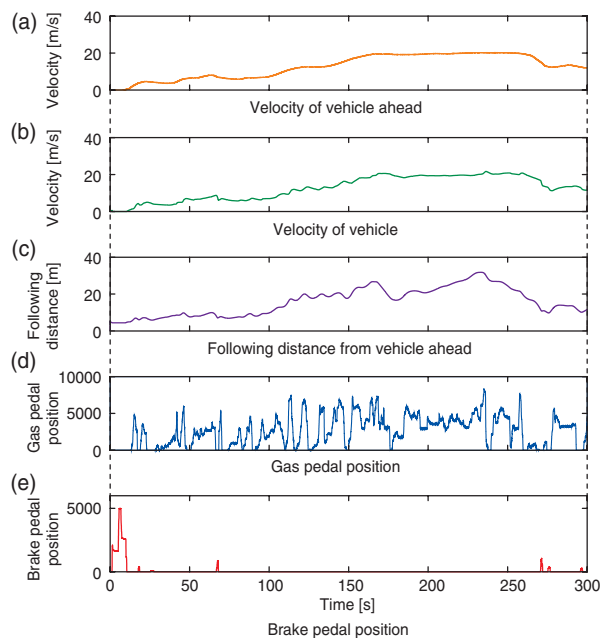 (a)
Velocity [m/s]
40
20
0
Velocity of vehicle ahead
(b)
Velocity [m/s]
40
20
0
Velocity of vehicle
(c)
Following
distance [m]
40
20
0
Following distance from vehicle ahead
(d)
Gas pedal
position
10000
5000
0
Gas pedal position
(e)
Brake pedal
position
5000
0
0 50 100 150 200 250 300
Time [s]
Brake pedal position